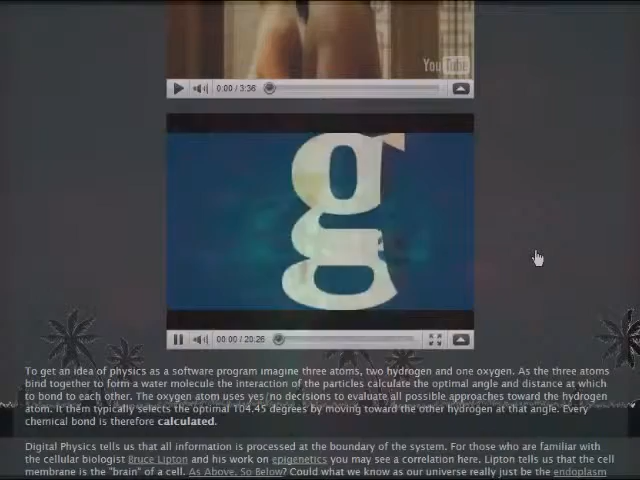 YouTube
0:00 / 3:36
g
00:00 / 20:26
To get an idea of physics as a software program imagine three atoms, two hydrogen and one oxygen. As the three atoms
bind together to form a water molecule the interaction of the particles calculate the optimal angle and distance at which
to bond to each other. The oxygen atom uses yes/no decisions to evaluate all possible approaches toward the hydrogen
atom. It them typically selects the optimal 104.45 degrees by moving toward the other hydrogen at that angle. Every
chemical bond is therefore calculated.
Digital Physics tells us that all information is processed at the boundary of the system. For those who are familiar with
the cellular biologist Bruce Lipton and his work on epigenetics you may see a correlation here. Lipton tells us that the cell
membrane is the "brain" of a cell. As Above, So Below? Could what we know as our universe really just be the endoplasm